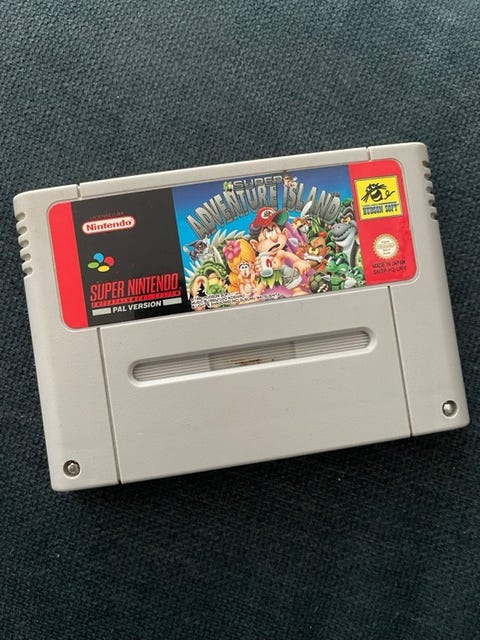 LICENSED BY
Nintendo
SUPER NINTENDO
ENTERTAINMENT SYSTEM
PAL VERSION
SUPER
ADVENTURE ISLAND
HUDSON SOFT
MADE IN JAPAN